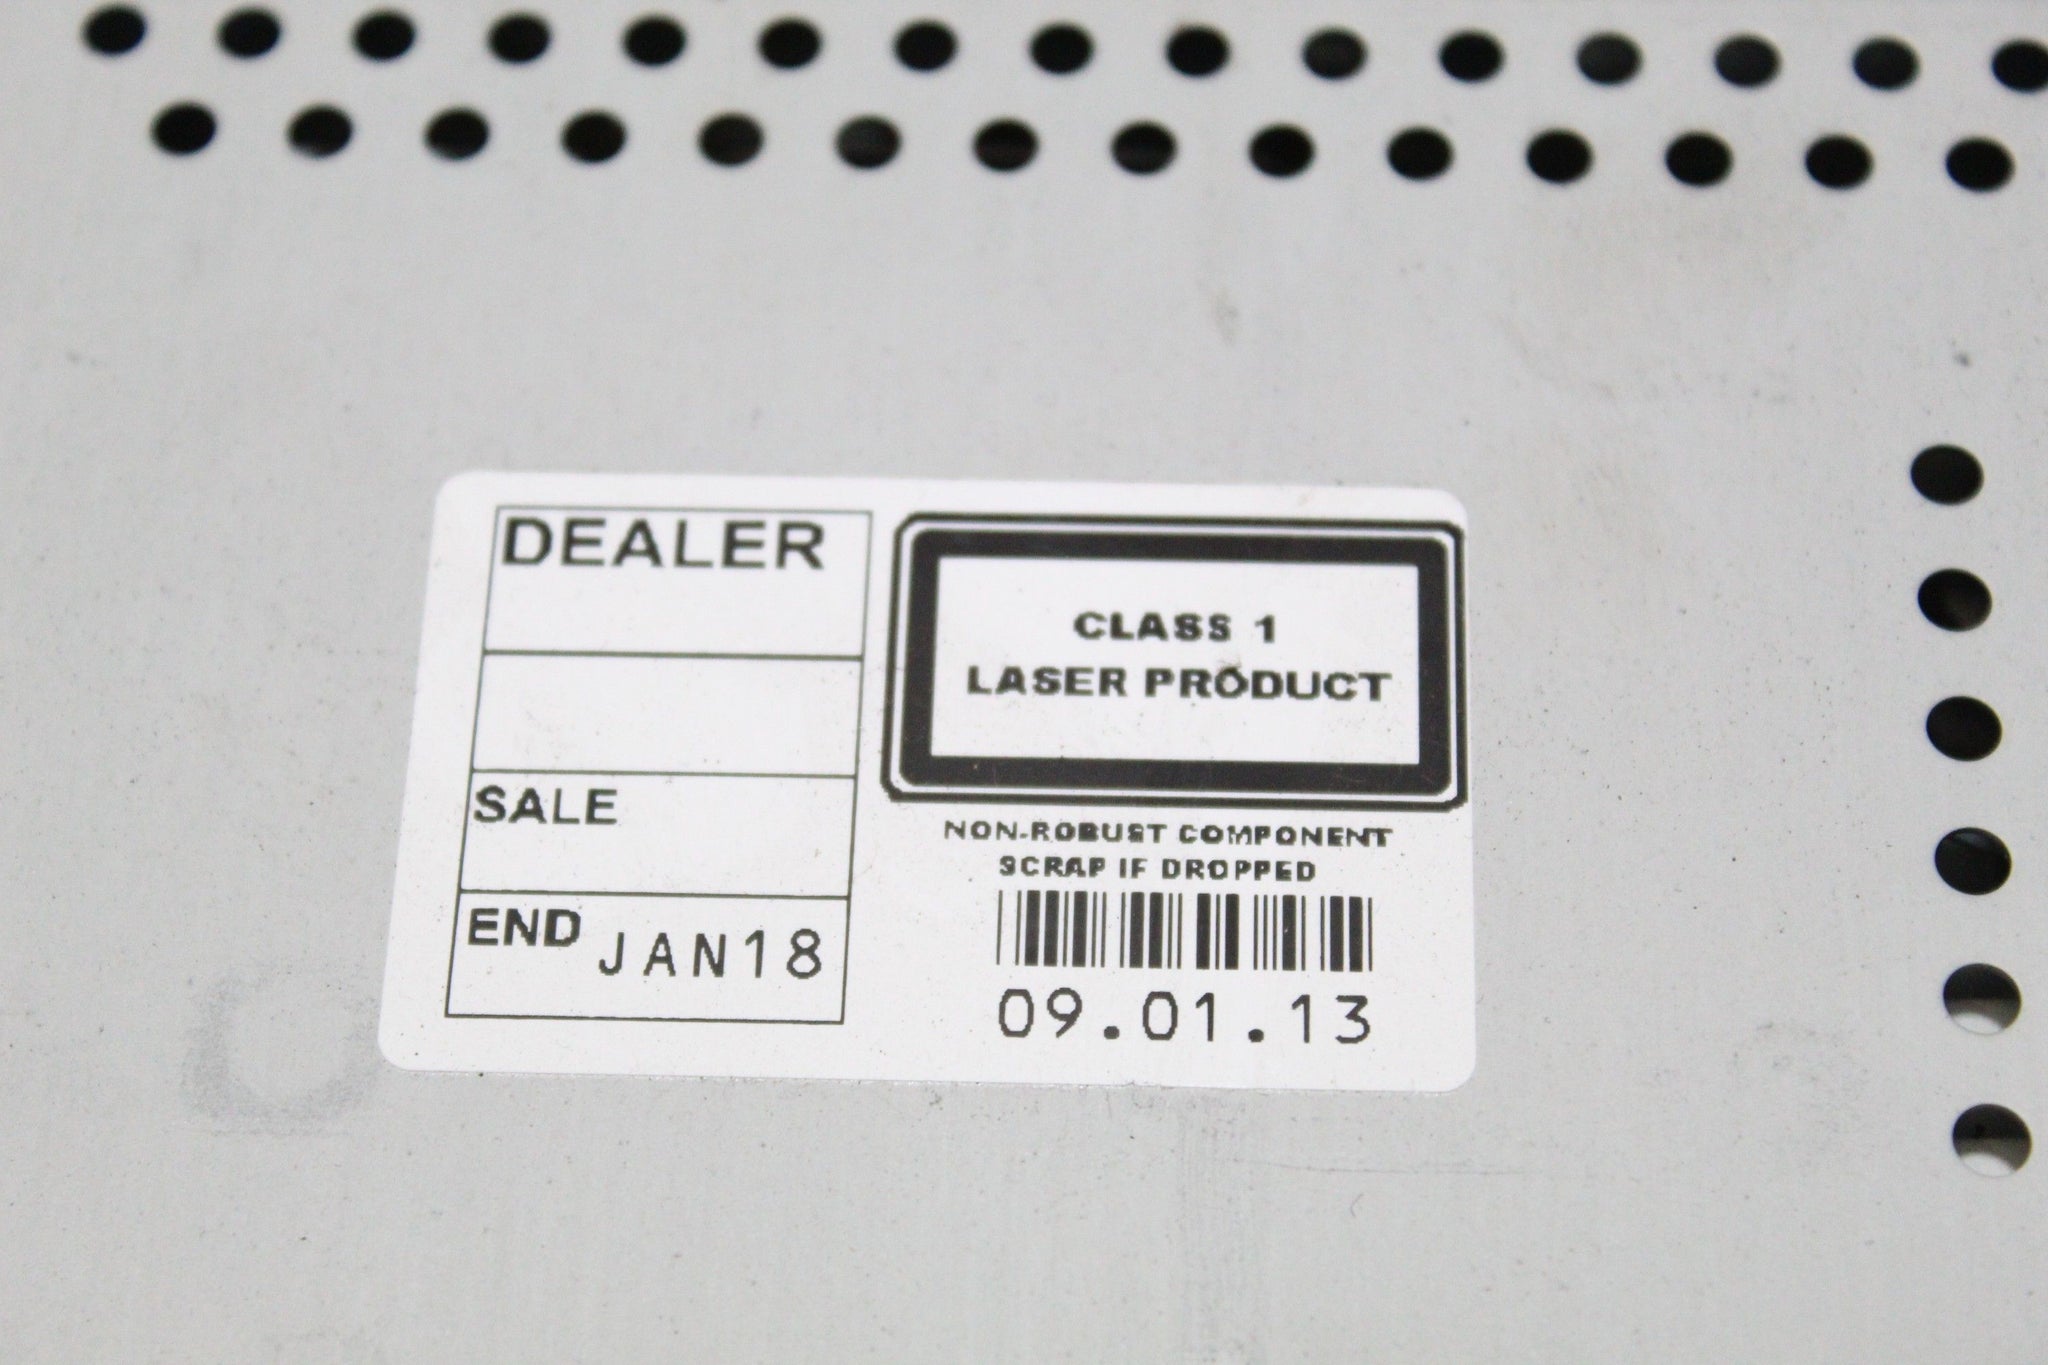 DEALER
SALE
END JAN18
CLASS 1
LASER PRODUCT
NON-ROBUST COMPONENT
SCRAP IF DROPPED
09.01.13